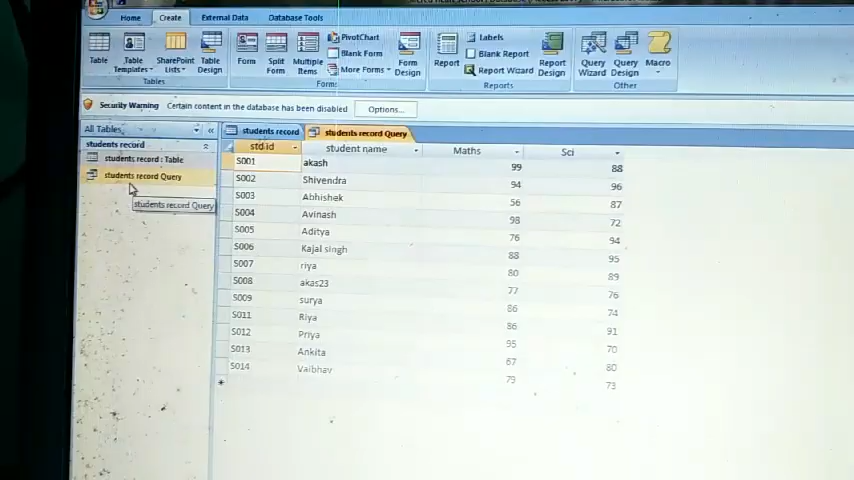 Home Create External Data Database Tools
Table Table Templates SharePoint Lists Table Design Form Split Form Multiple Items PivotChart Blank Form More Forms Form Design Report Labels Blank Report Report Wizard Report Design Query Wizard Query Design Macro
Tables Forms Reports Other
Security Warning Certain content in the database has been disabled Options...
All Tables «
students record
students record : Table
students record Query
students record Query
students record students record Query
std id student name Maths Sci
S001 akash 99 88
S002 Shivendra 94 96
S003 Abhishek 56 87
S004 Avinash 98 72
S005 Aditya 76 94
S006 Kajal singh 88 95
S007 riya 80 89
S008 akas23 77 76
S009 surya 86 74
S011 Riya 86 91
S012 Priya 95 70
S013 Ankita 67 80
S014 Vaibhav 79 73
*